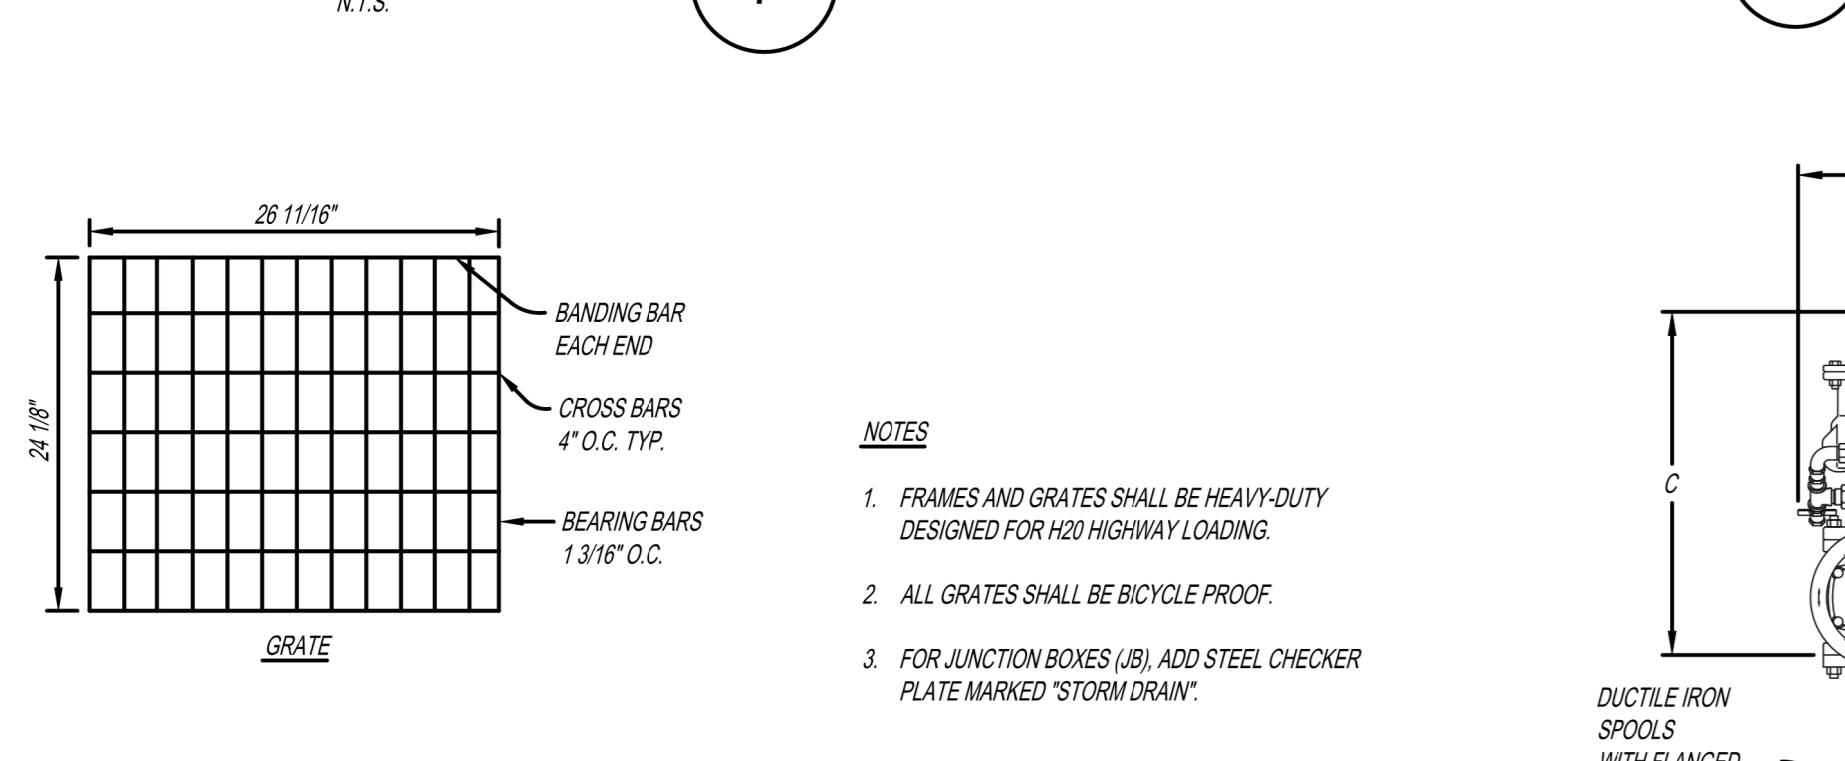 N.T.S.
26 11/16"
24 1/8"
BANDING BAR
EACH END
CROSS BARS
4" O.C. TYP.
BEARING BARS
1 3/16" O.C.
GRATE
NOTES
1. FRAMES AND GRATES SHALL BE HEAVY-DUTY
DESIGNED FOR H20 HIGHWAY LOADING.
2. ALL GRATES SHALL BE BICYCLE PROOF.
3. FOR JUNCTION BOXES (JB), ADD STEEL CHECKER
PLATE MARKED "STORM DRAIN".
C
DUCTILE IRON
SPOOLS
WITH FLANGED